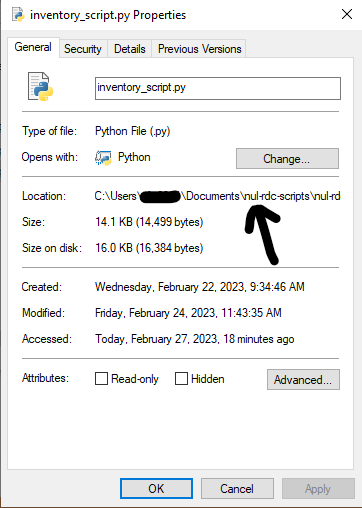 inventory_script.py Properties
General Security Details Previous Versions
inventory_script.py
Type of file: Python File (.py)
Opens with: Python Change...
Location: C:\Users\ \Documents\nul-rdc-scripts\nul-rd
Size: 14.1 KB (14,499 bytes)
Size on disk: 16.0 KB (16,384 bytes)
Created: Wednesday, February 22, 2023, 9:34:46 AM
Modified: Friday, February 24, 2023, 11:43:35 AM
Accessed: Today, February 27, 2023, 18 minutes ago
Attributes: Read-only Hidden Advanced...
OK Cancel Apply